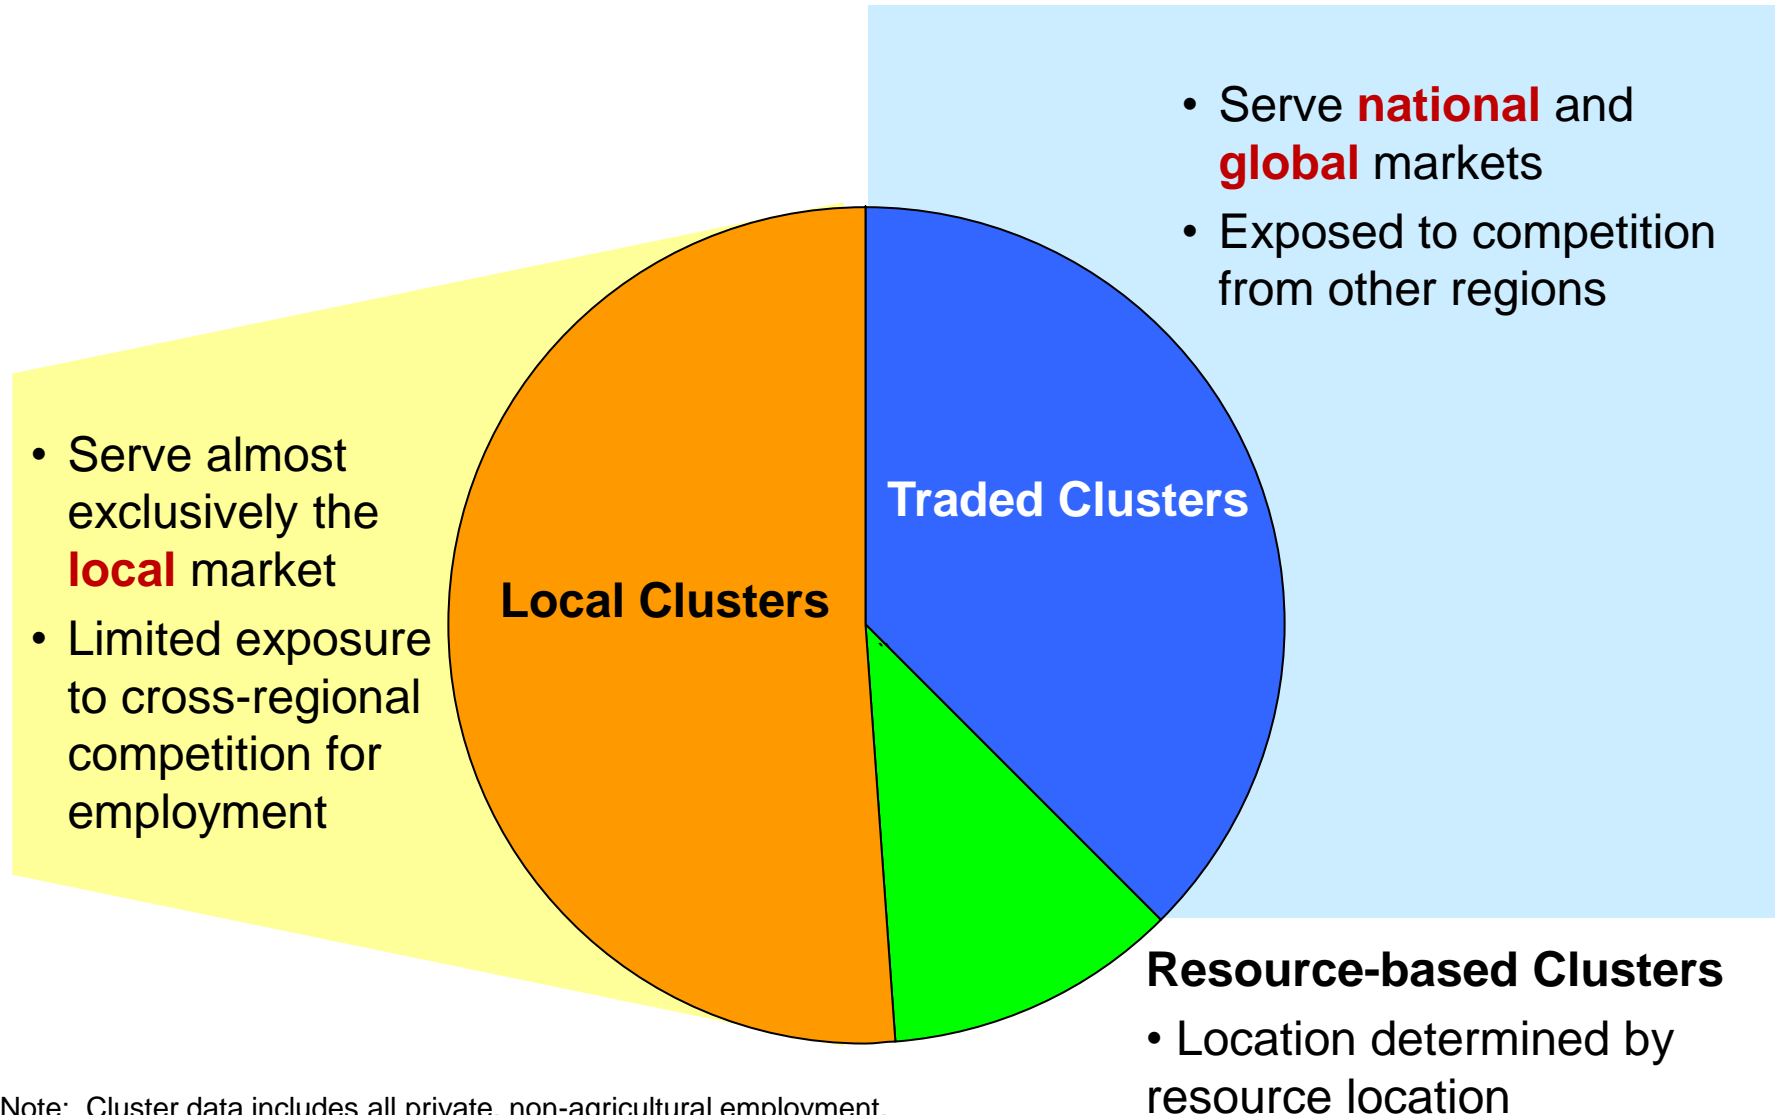 • Serve national and
global markets
• Exposed to competition
from other regions
• Serve almost
exclusively the
local market
• Limited exposure
to cross-regional
competition for
employment
Local Clusters
Traded Clusters
Resource-based Clusters
• Location determined by
resource location
Note: Cluster data includes all private, non-agricultural employment.